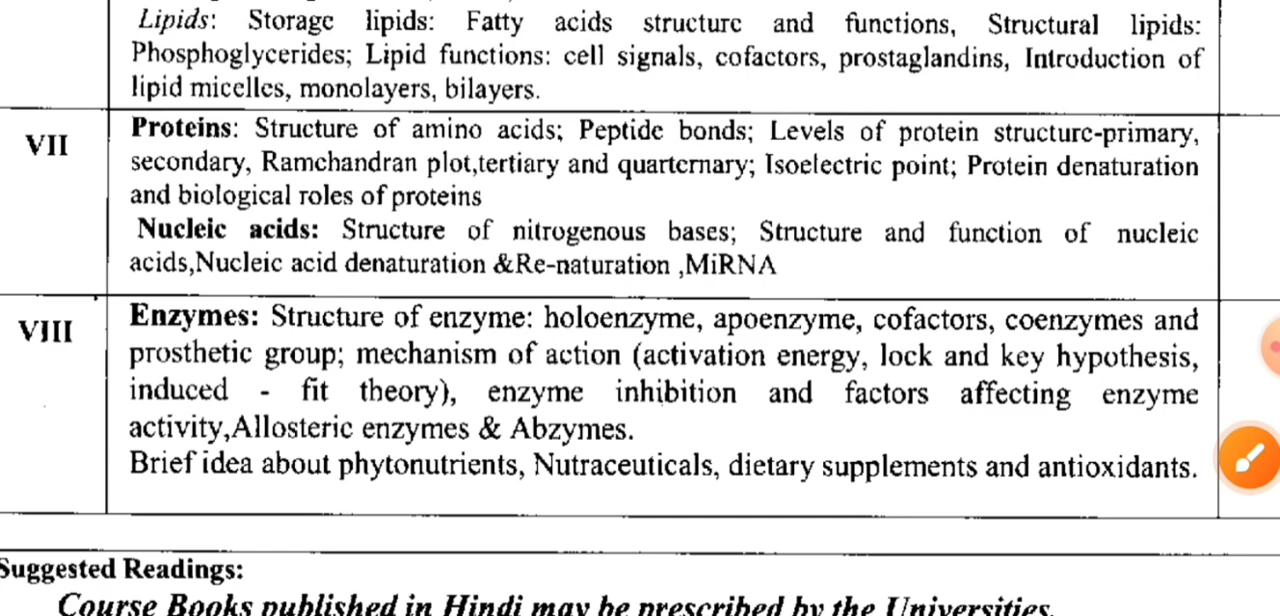 Lipids: Storage lipids: Fatty acids structure and functions, Structural lipids:
Phosphoglycerides; Lipid functions: cell signals, cofactors, prostaglandins, Introduction of
lipid micelles, monolayers, bilayers.
VII
Proteins: Structure of amino acids; Peptide bonds; Levels of protein structure-primary,
secondary, Ramchandran plot,tertiary and quarternary; Isoelectric point; Protein denaturation
and biological roles of proteins
Nucleic acids: Structure of nitrogenous bases; Structure and function of nucleic
acids,Nucleic acid denaturation &Re-naturation ,MiRNA
VIII
Enzymes: Structure of enzyme: holoenzyme, apoenzyme, cofactors, coenzymes and
prosthetic group; mechanism of action (activation energy, lock and key hypothesis,
induced - fit theory), enzyme inhibition and factors affecting enzyme
activity,Allosteric enzymes & Abzymes.
Brief idea about phytonutrients, Nutraceuticals, dietary supplements and antioxidants.
Suggested Readings:
Course Books published in Hindi may be prescribed by the Universities.